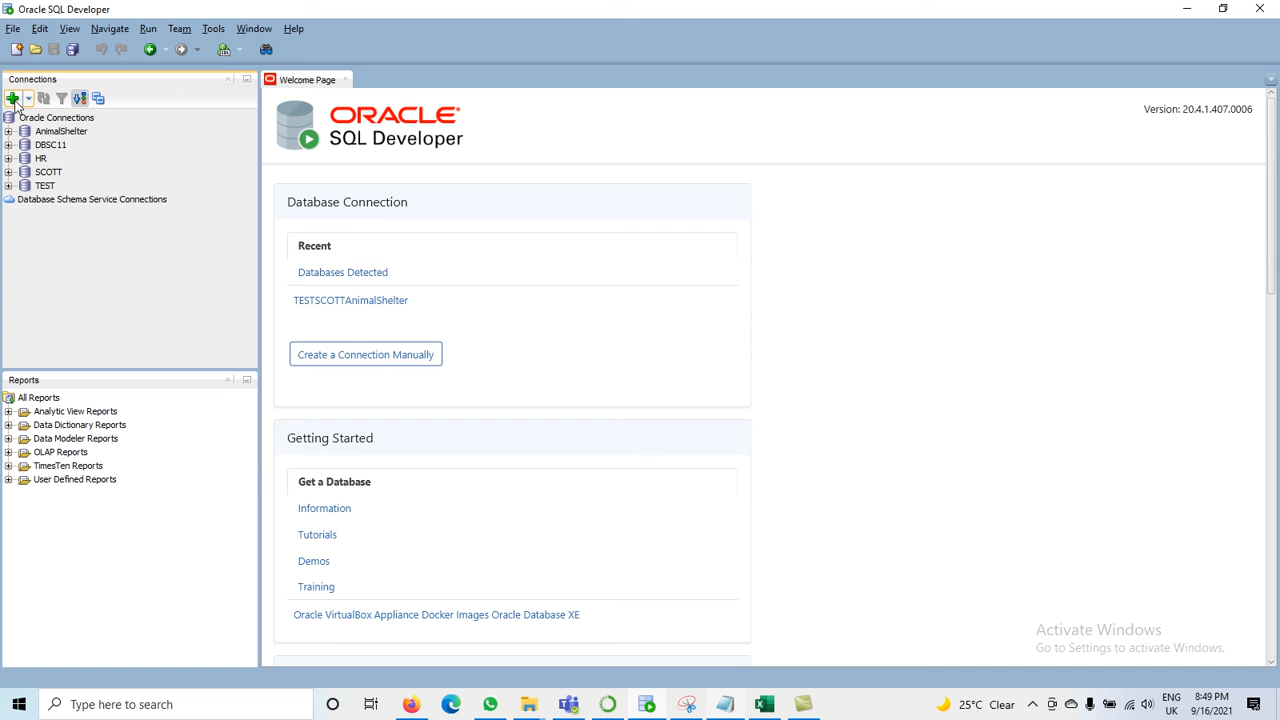 Oracle SQL Developer
File Edit View Navigate Run Team Tools Window Help
Connections
Oracle Connections
AnimalShelter
DBSC11
HR
SCOTT
TEST
Database Schema Service Connections
Reports
All Reports
Analytic View Reports
Data Dictionary Reports
Data Modeler Reports
OLAP Reports
TimesTen Reports
User Defined Reports
Welcome Page
ORACLE
SQL Developer
Version: 20.4.1.407.0006
Database Connection
Recent
Databases Detected
TESTSCOTTAnimalShelter
Create a Connection Manually
Getting Started
Get a Database
Information
Tutorials
Demos
Training
Oracle VirtualBox Appliance Docker Images Oracle Database XE
Activate Windows
Go to Settings to activate Windows.
Type here to search
25°C Clear
ENG
UK
8:49 PM
9/16/2021